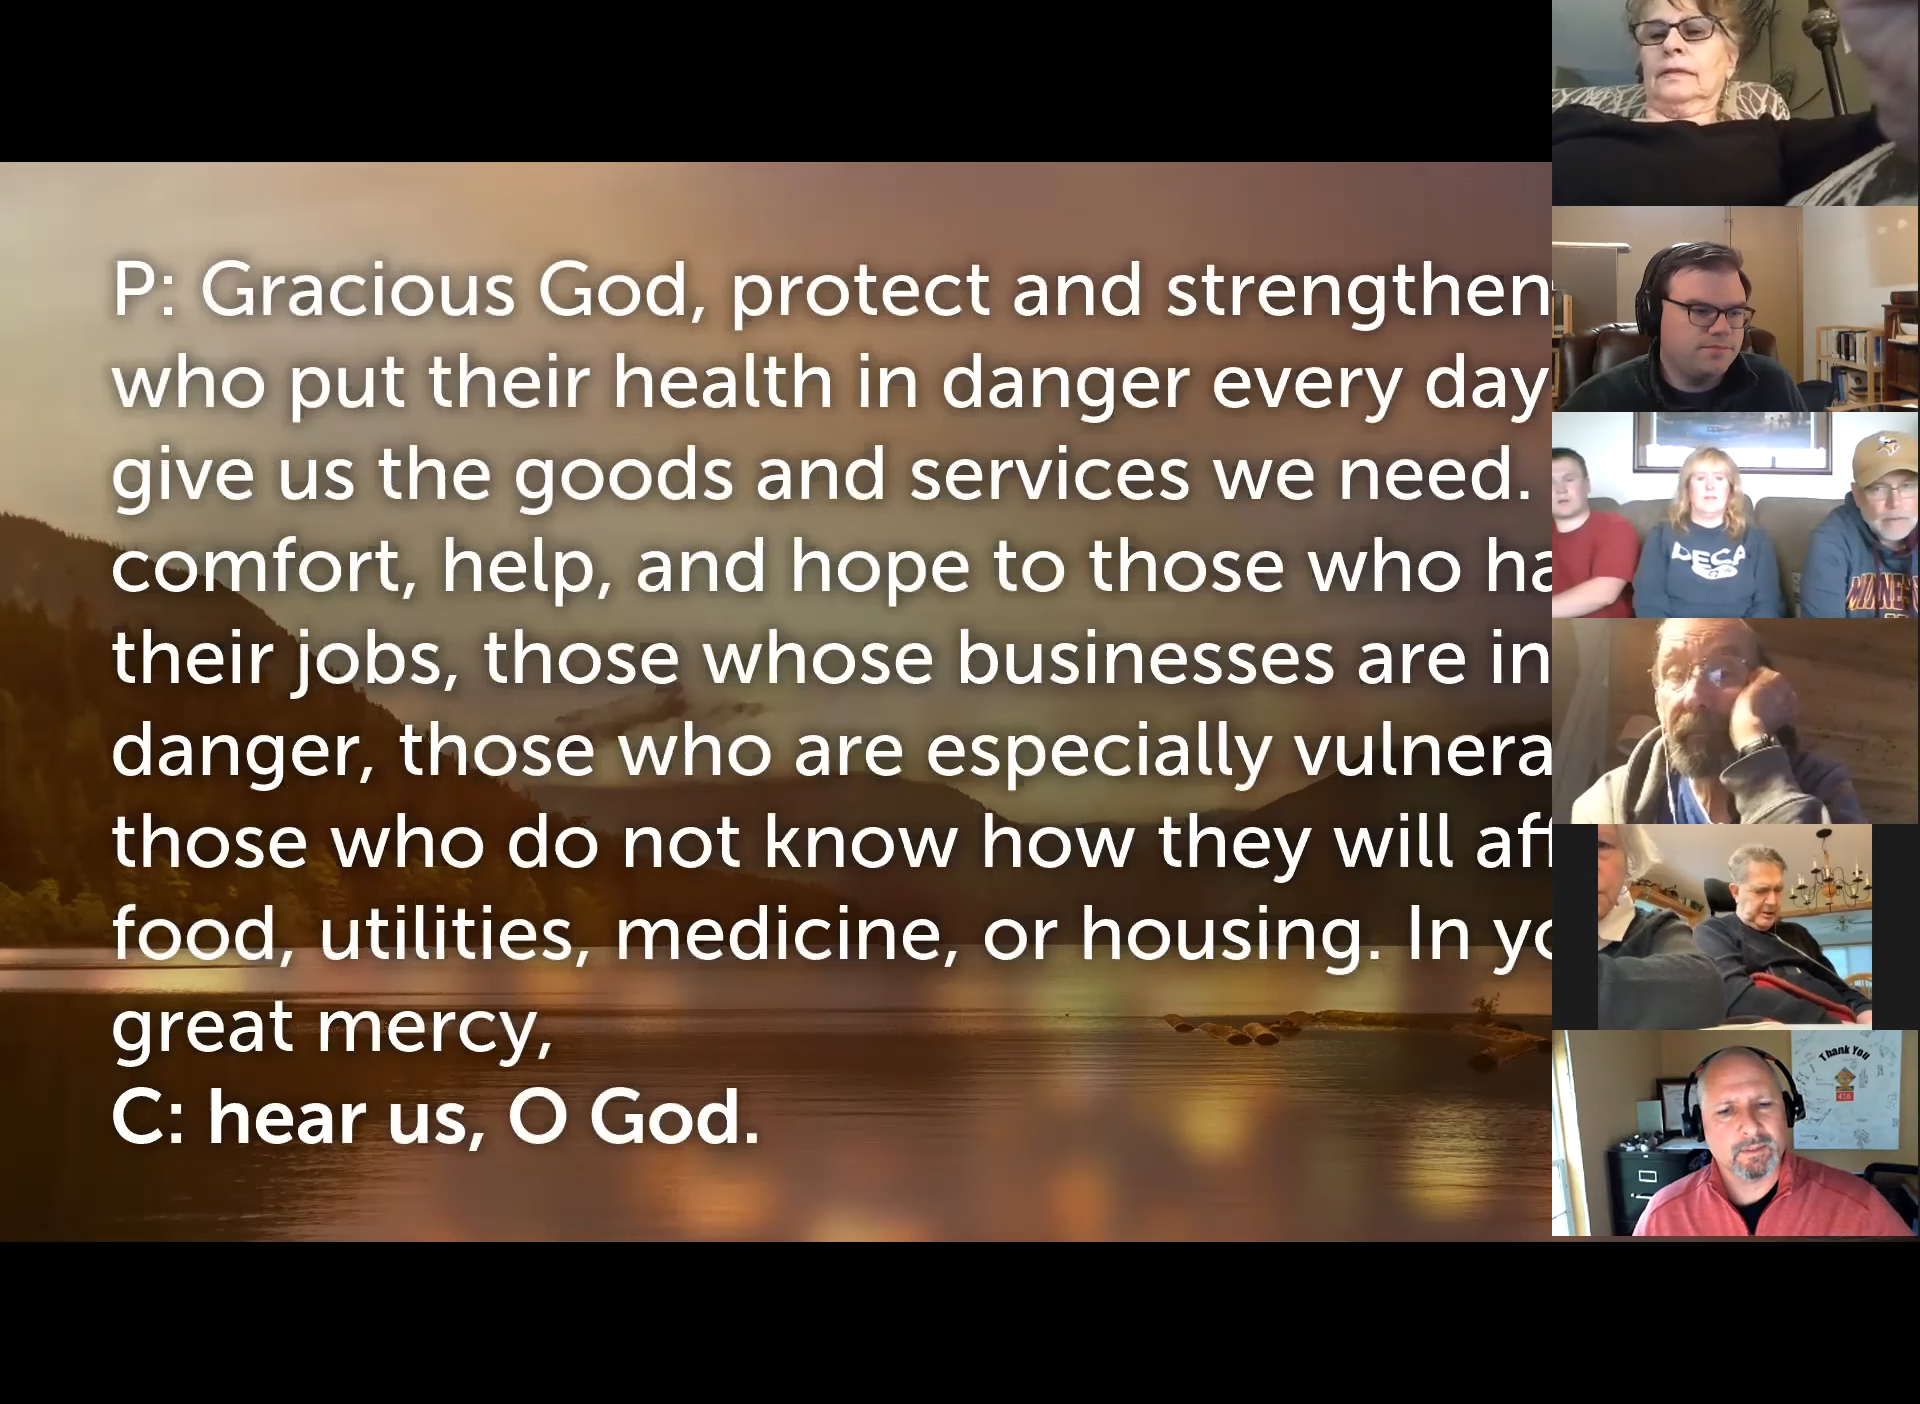 P: Gracious God, protect and strengthen
who put their health in danger every day
give us the goods and services we need.
comfort, help, and hope to those who ha
their jobs, those whose businesses are in
danger, those who are especially vulnera
those who do not know how they will aff
food, utilities, medicine, or housing. In yo
great mercy,
C: hear us, O God.
DECA
MINNE
Thank You
416